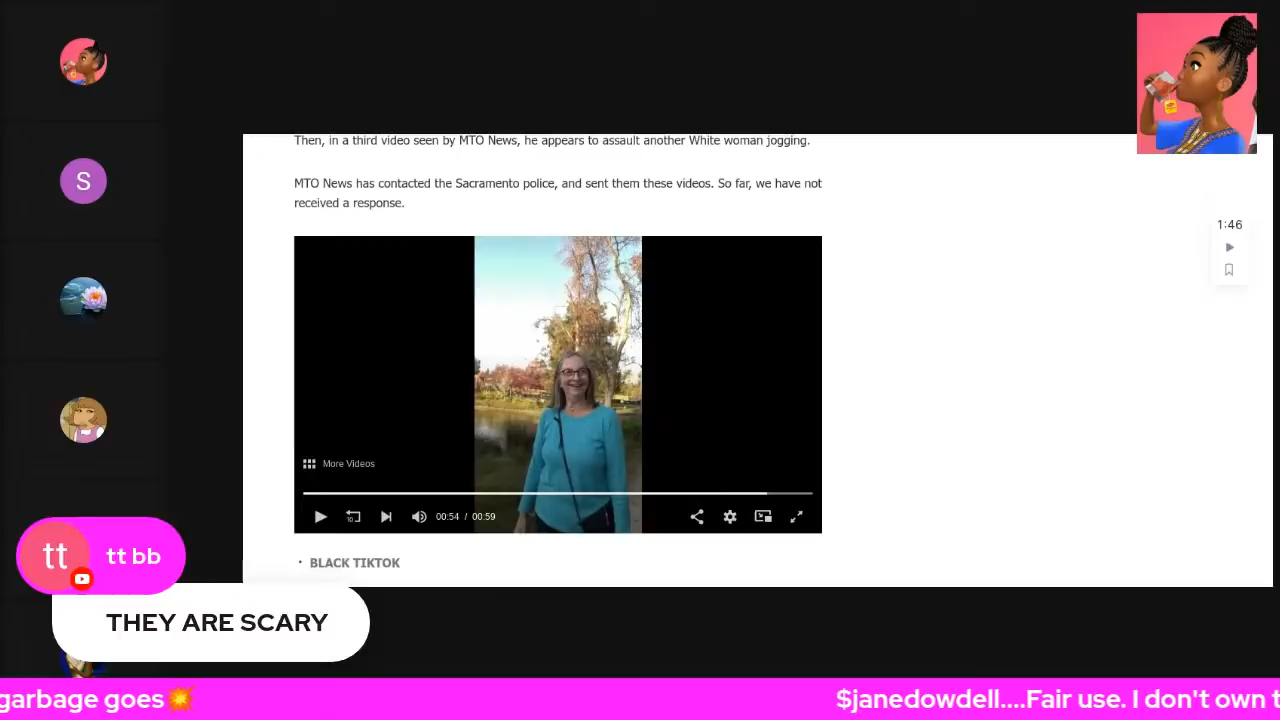 Then, in a third video seen by MTO News, he appears to assault another White woman jogging.
MTO News has contacted the Sacramento police, and sent them these videos. So far, we have not
received a response.
S
1:46
More Videos
10
00:54 / 00:59
• BLACK TIKTOK
tt
tt bb
THEY ARE SCARY
garbage goes💥
$janedowdell....Fair use. I don't own t